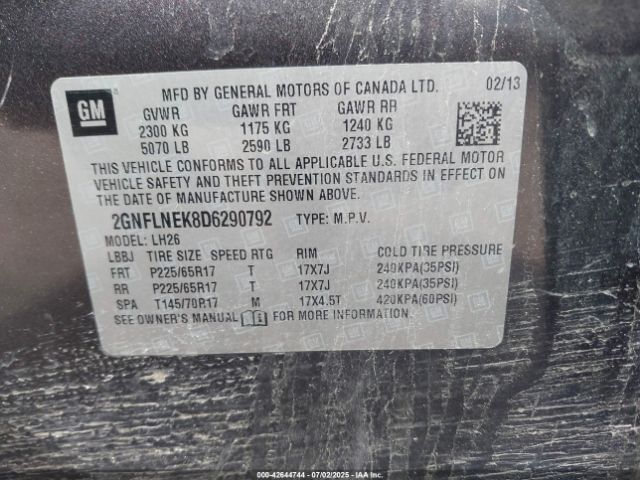 GM
MFD BY GENERAL MOTORS OF CANADA LTD. 02/13
GVWR GAWR FRT GAWR RR
2300 KG 1175 KG 1240 KG
5070 LB 2590 LB 2733 LB
THIS VEHICLE CONFORMS TO ALL APPLICABLE U.S. FEDERAL MOTOR
VEHICLE SAFETY AND THEFT PREVENTION STANDARDS IN EFFECT ON
THE DATE OF MANUFACTURE SHOWN ABOVE.
2GNFLNEK8D6290792 TYPE: M.P.V.
MODEL: LH26
LBBJ TIRE SIZE SPEED RTG RIM COLD TIRE PRESSURE
FRT P225/65R17 T 17X7J 240KPA(35PSI)
RR P225/65R17 T 17X7J 240KPA(35PSI)
SPA T145/70R17 M 17X4.5T 420KPA(60PSI)
SEE OWNER'S MANUAL FOR MORE INFORMATION.
000-42644744 - 07/02/2025 - IAAI.COM